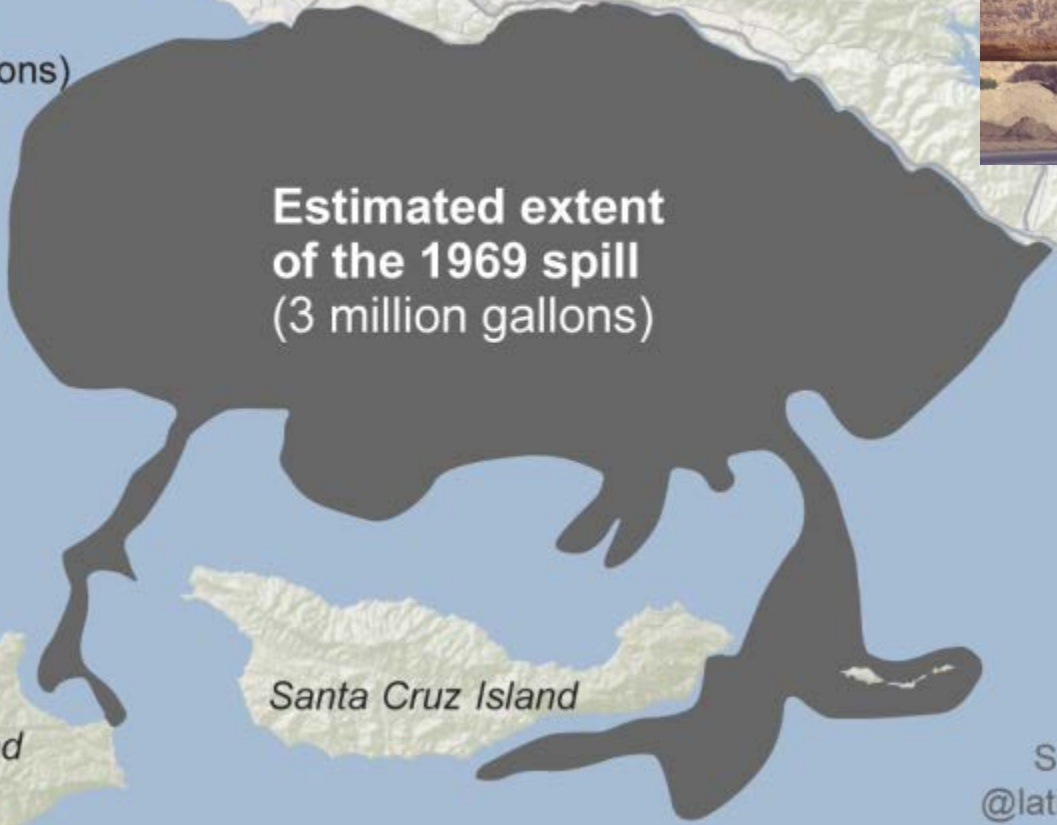 ons)
Estimated extent
of the 1969 spill
(3 million gallons)
Santa Cruz Island
d
S
@lat